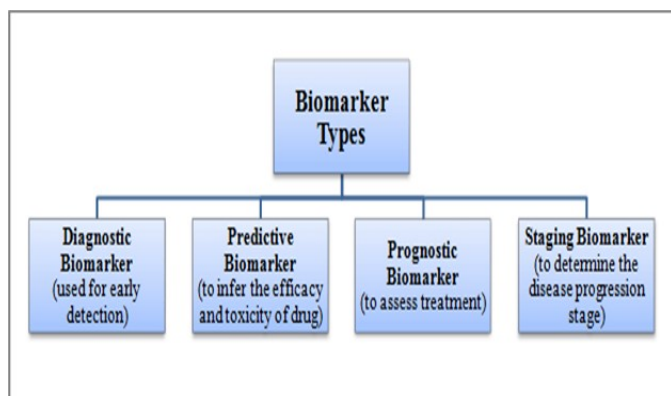 Biomarker
Types
Diagnostic
Biomarker
(used for early
detection)
Predictive
Biomarker
(to infer the efficacy
and toxicity of drug)
Prognostic
Biomarker
(to assess treatment)
Staging Biomarker
(to determine the
disease progression
stage)